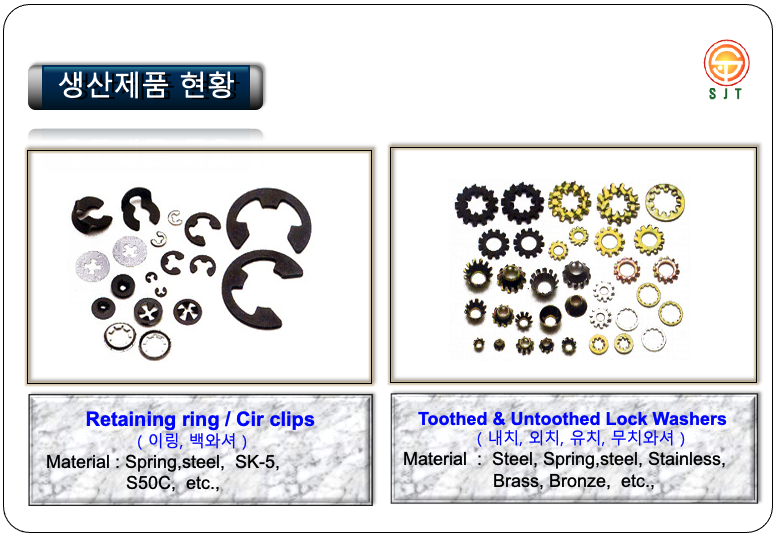 생산제품 현황
SJT
Retaining ring / Cir clips
( 이링, 백와셔 )
Material : Spring,steel, SK-5,
S50C, etc.,
Toothed & Untoothed Lock Washers
( 내치, 외치, 유치, 무치와셔 )
Material : Steel, Spring,steel, Stainless,
Brass, Bronze, etc.,